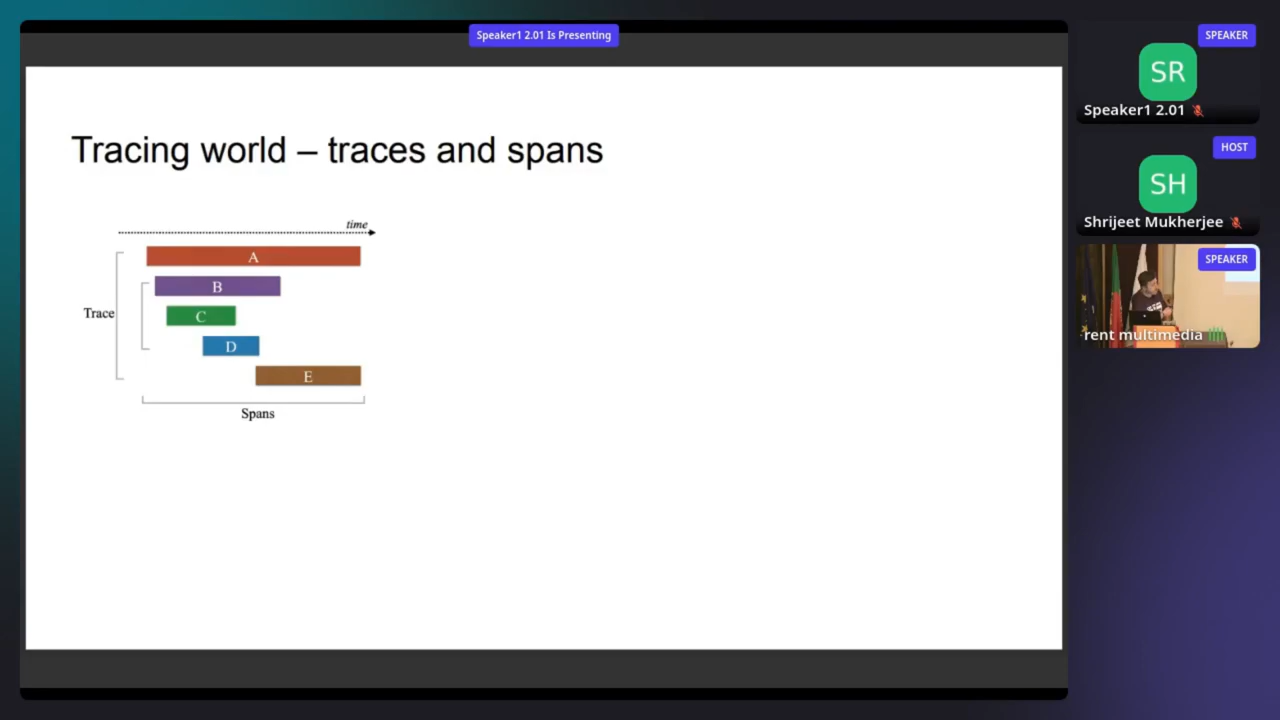 Speaker1 2.01 Is Presenting
Tracing world – traces and spans
time
A
B
C
D
E
Trace
Spans
SPEAKER
SR
Speaker1 2.01
HOST
SH
Shrijeet Mukherjee
SPEAKER
rent multimedia